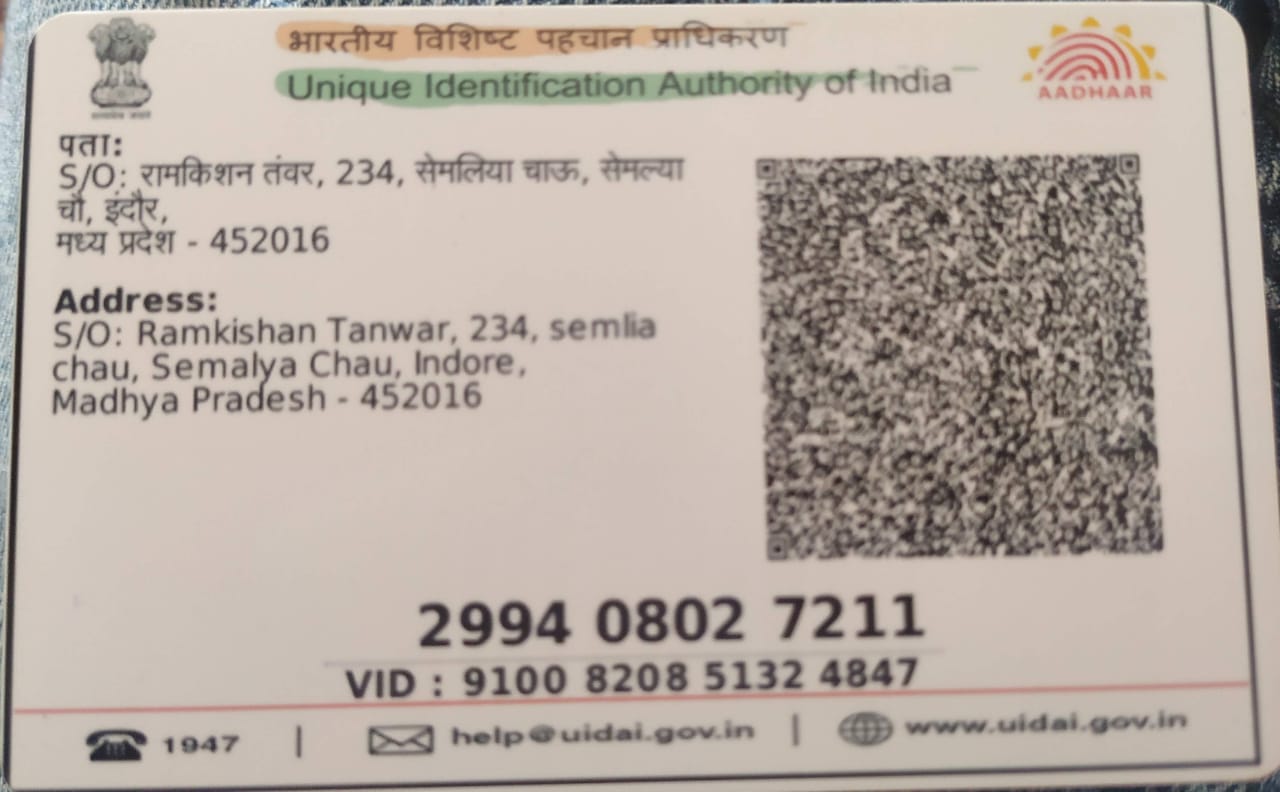 भारतीय विशिष्ट पहचान प्राधिकरण
Unique Identification Authority of India
AADHAAR
पता:
S/O: रामकिशन तंवर, 234, सेमलिया चाऊ, सेमल्या
चौ, इंदौर,
मध्य प्रदेश - 452016
Address:
S/O: Ramkishan Tanwar, 234, semlia
chau, Semalya Chau, Indore,
Madhya Pradesh - 452016
2994 0802 7211
VID : 9100 8208 5132 4847
1947 | help@uidai.gov.in | www.uidai.gov.in